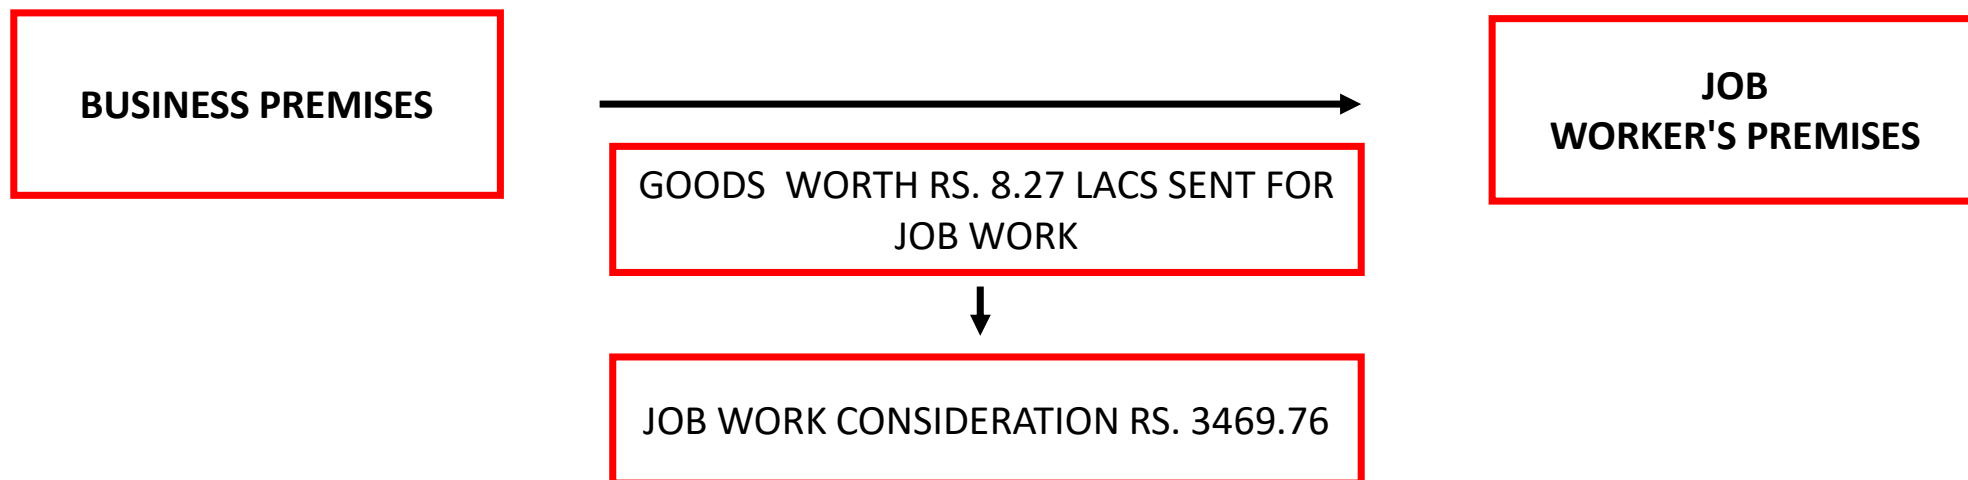 BUSINESS PREMISES
JOB
WORKER'S PREMISES
GOODS  WORTH RS. 8.27 LACS SENT FOR
JOB WORK
JOB WORK CONSIDERATION RS. 3469.76